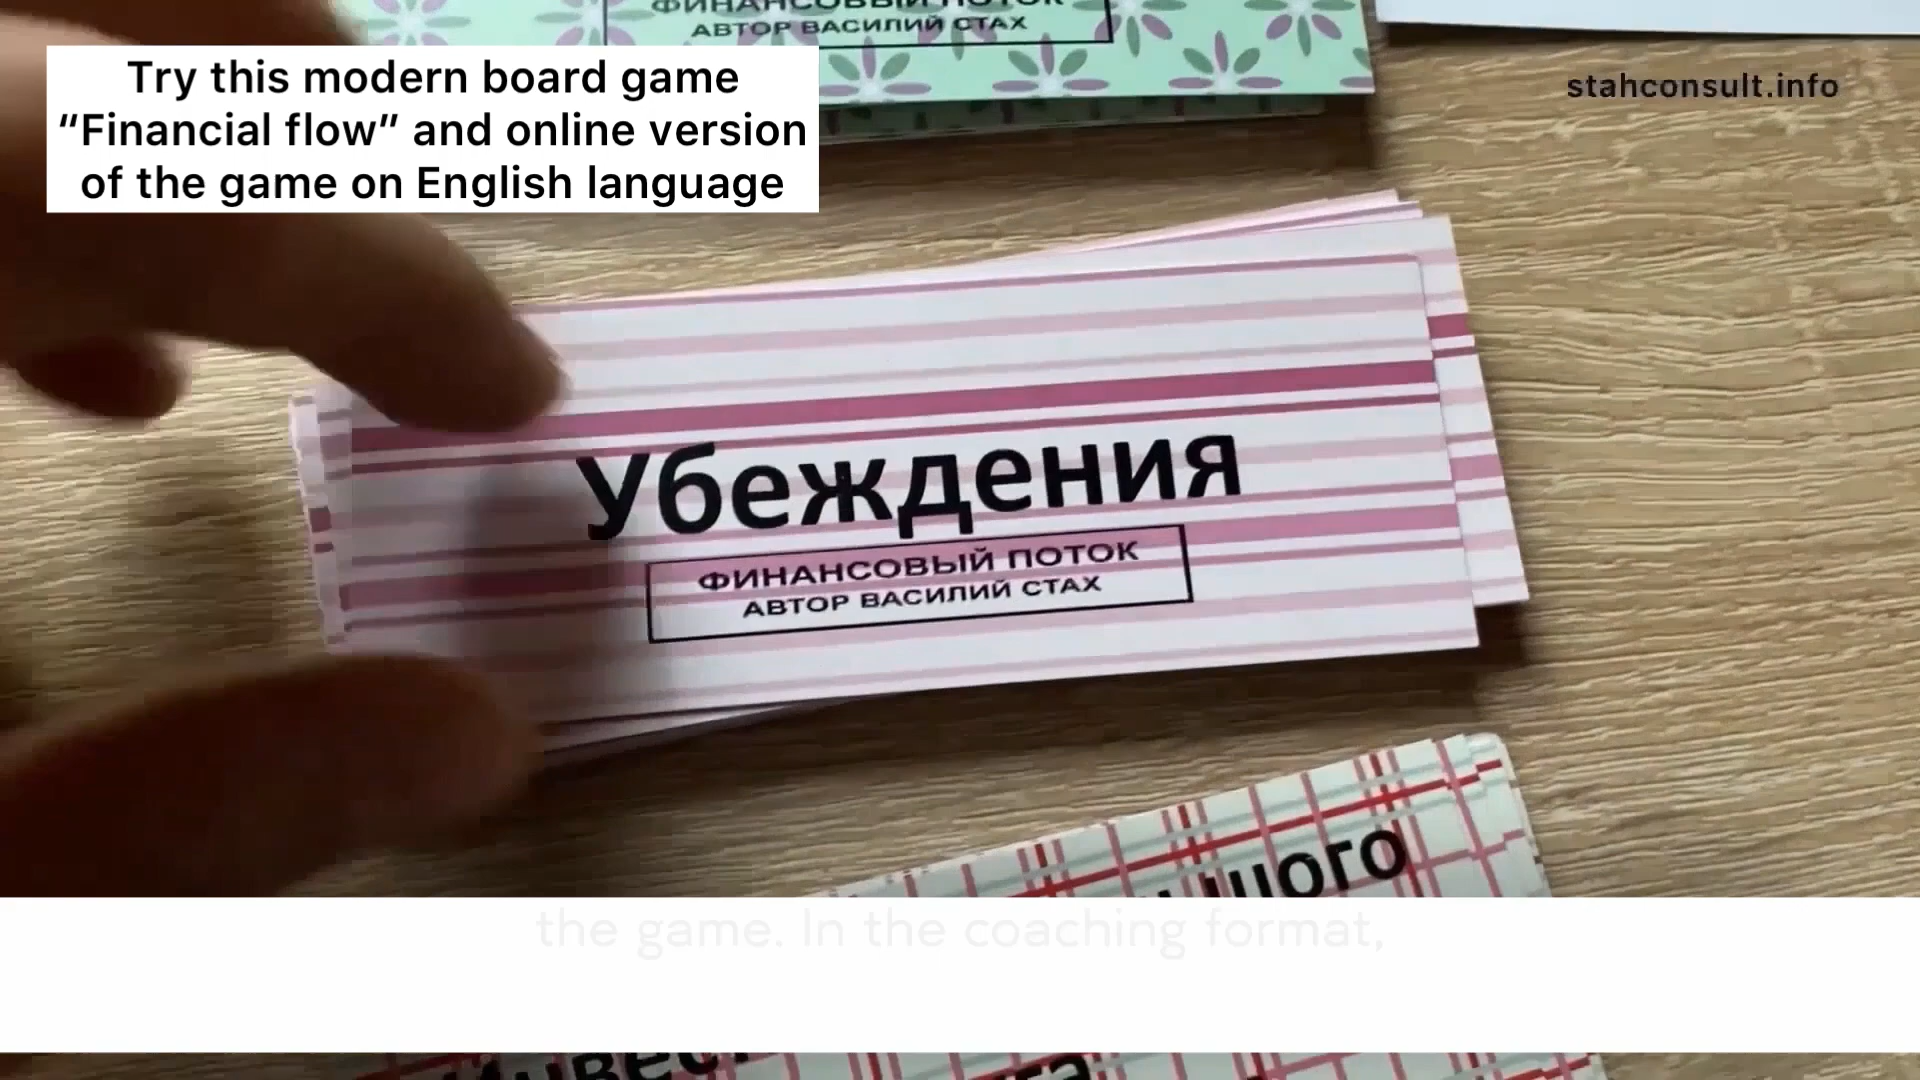 ФИНАНСОВЫЙ ПОТОК
АВТОР ВАСИЛИЙ СТАХ
Try this modern board game
“Financial flow” and online version
of the game on English language
stahconsult.info
Убеждения
ФИНАНСОВЫЙ ПОТОК
АВТОР ВАСИЛИЙ СТАХ
the game. In the coaching format,